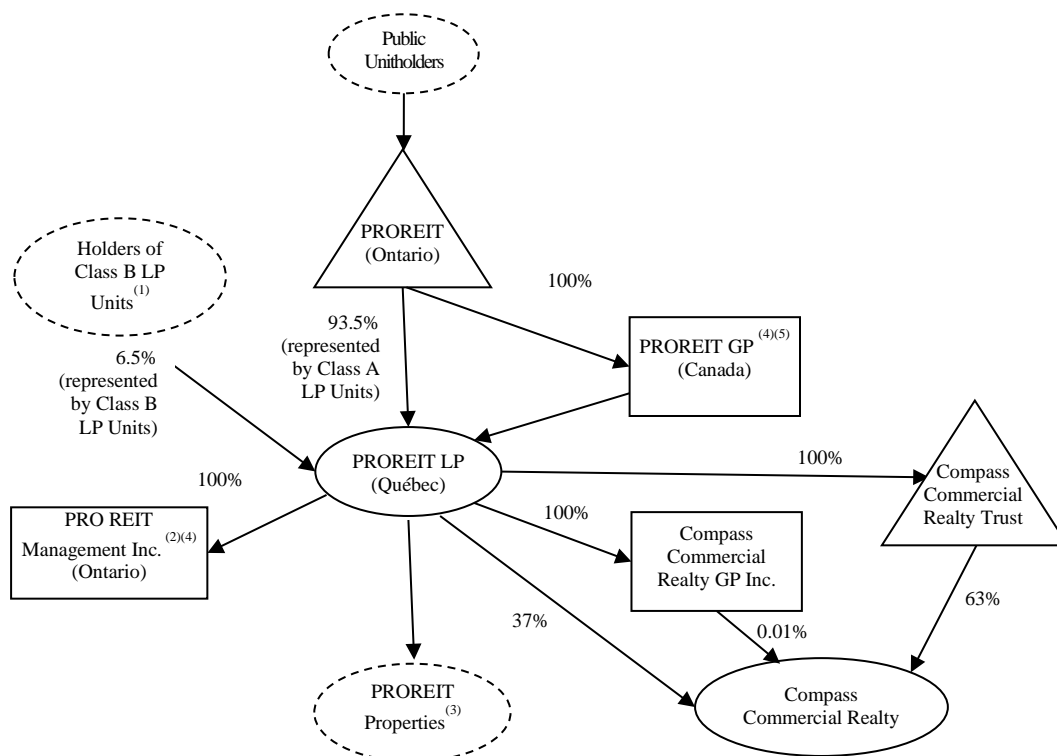 Public
Unitholders
PROREIT
(Ontario)
Holders of
Class B LP
Units(1)
100%
93.5%
(represented
by Class A
LP Units)
PROREIT GP (4)(5)
(Canada)
6.5%
(represented
by Class B
LP Units)
PROREIT LP
(Québec)
100%
Compass
Commercial
Realty Trust
100%
PRO REIT
Management Inc. (2)(4)
(Ontario)
100%
Compass
Commercial
Realty GP Inc.
37%
0.01%
63%
PROREIT
Properties(3)
Compass
Commercial Realty